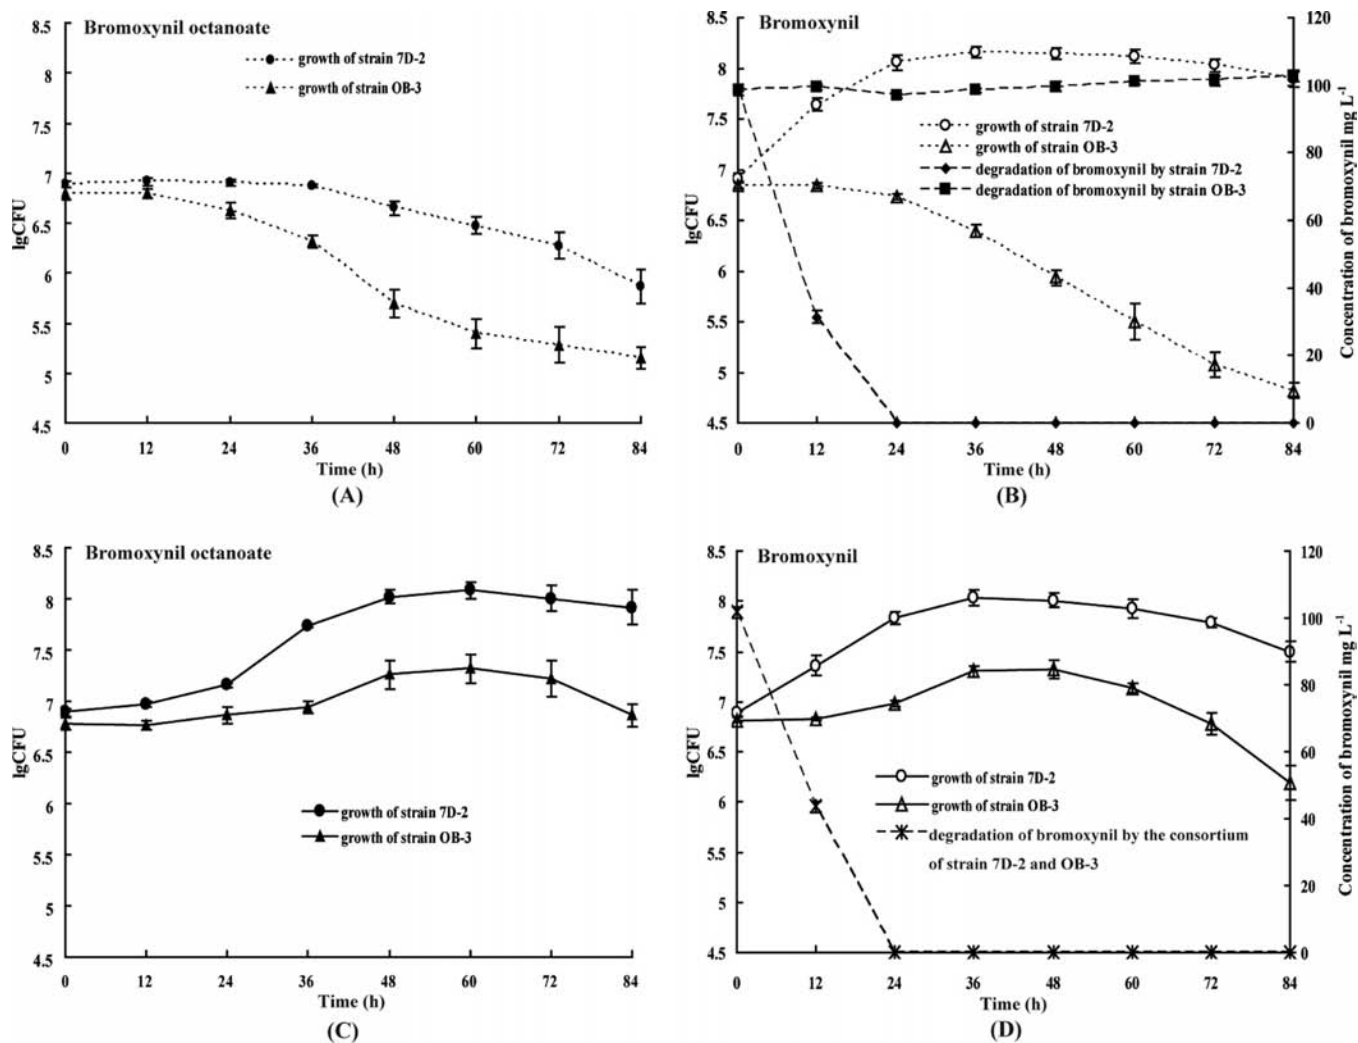 Bromoxynil octanoate
growth of strain 7D-2
growth of strain OB-3
8.5
8
7.5
7
6.5
6
5.5
5
4.5
lgCFU
0 12 24 36 48 60 72 84
Time (h)
(A)
Bromoxynil
8.5
8
7.5
7
6.5
6
5.5
5
4.5
lgCFU
growth of strain 7D-2
growth of strain OB-3
degradation of bromoxynil by strain 7D-2
degradation of bromoxynil by strain OB-3
120
100
80
60
40
20
0
Concentration of bromoxynil mg L-1
0 12 24 36 48 60 72 84
Time (h)
(B)
Bromoxynil octanoate
8.5
8
7.5
7
6.5
6
5.5
5
4.5
lgCFU
growth of strain 7D-2
growth of strain OB-3
0 12 24 36 48 60 72 84
Time (h)
(C)
Bromoxynil
8.5
8
7.5
7
6.5
6
5.5
5
4.5
lgCFU
growth of strain 7D-2
growth of strain OB-3
degradation of bromoxynil by the consortium
of strain 7D-2 and OB-3
120
100
80
60
40
20
0
Concentration of bromoxynil mg L-1
0 12 24 36 48 60 72 84
Time (h)
(D)